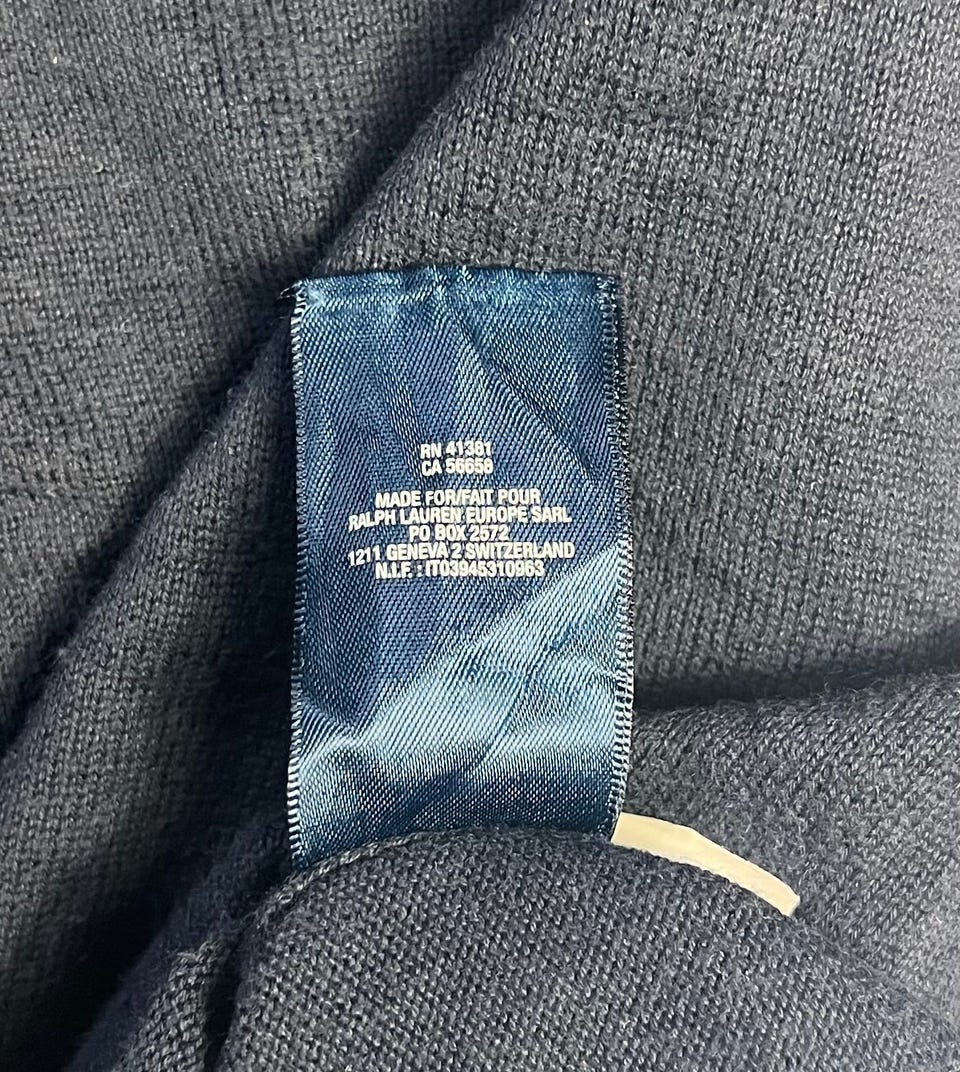 RN 41381
CA 56658
MADE FOR/FAIT POUR
RALPH LAUREN EUROPE SARL
PO BOX 2572
1211 GENEVA 2 SWITZERLAND
N.I.F. : IT03945310963